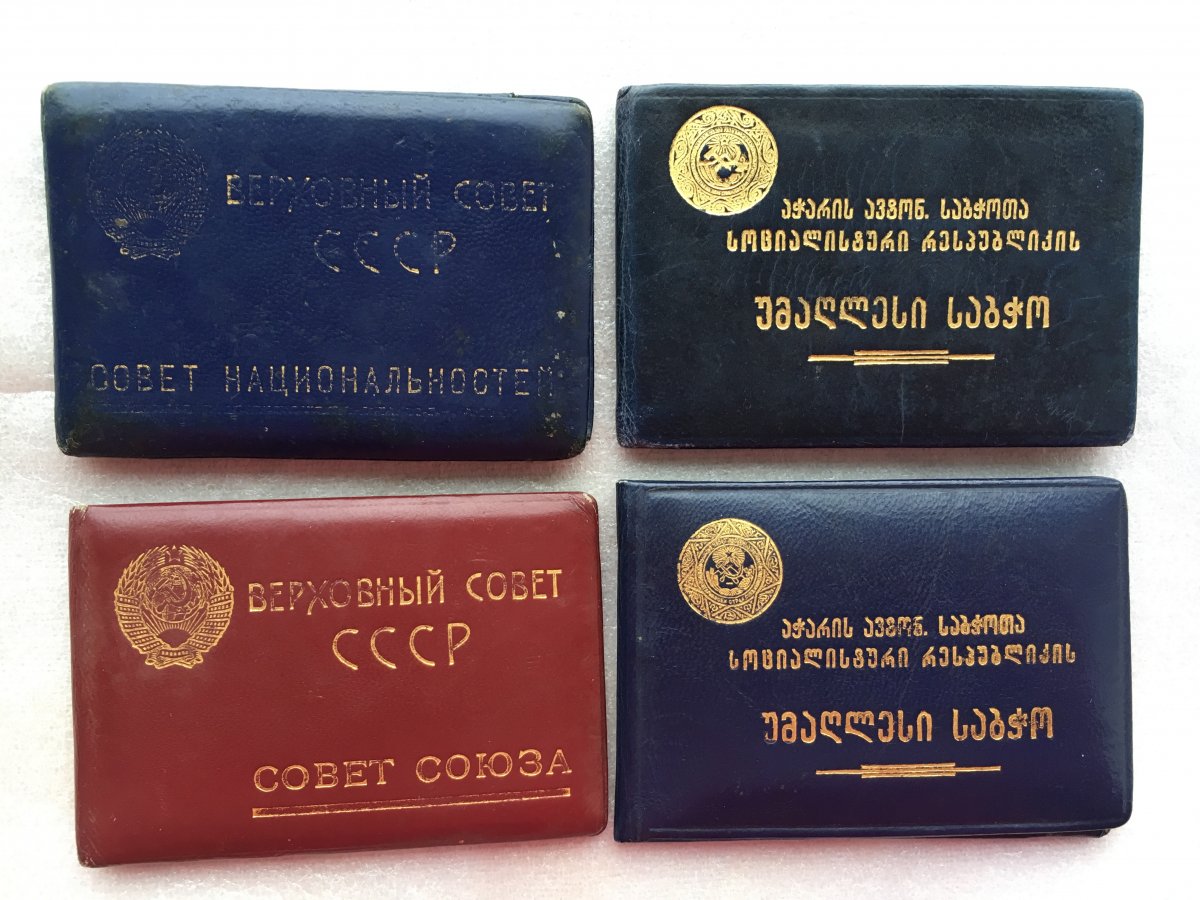 ВЕРХОВНЫЙ СОВЕТ
СССР
СОВЕТ НАЦИОНАЛЬНОСТЕЙ
აჭარის ავტონ. საბჭოთა
სოციალისტური რესპუბლიკის
უმაღლესი საბჭო
ВЕРХОВНЫЙ СОВЕТ
СССР
СОВЕТ СОЮЗА
აჭარის ავტონ. საბჭოთა
სოციალისტური რესპუბლიკის
უმაღლესი საბჭო